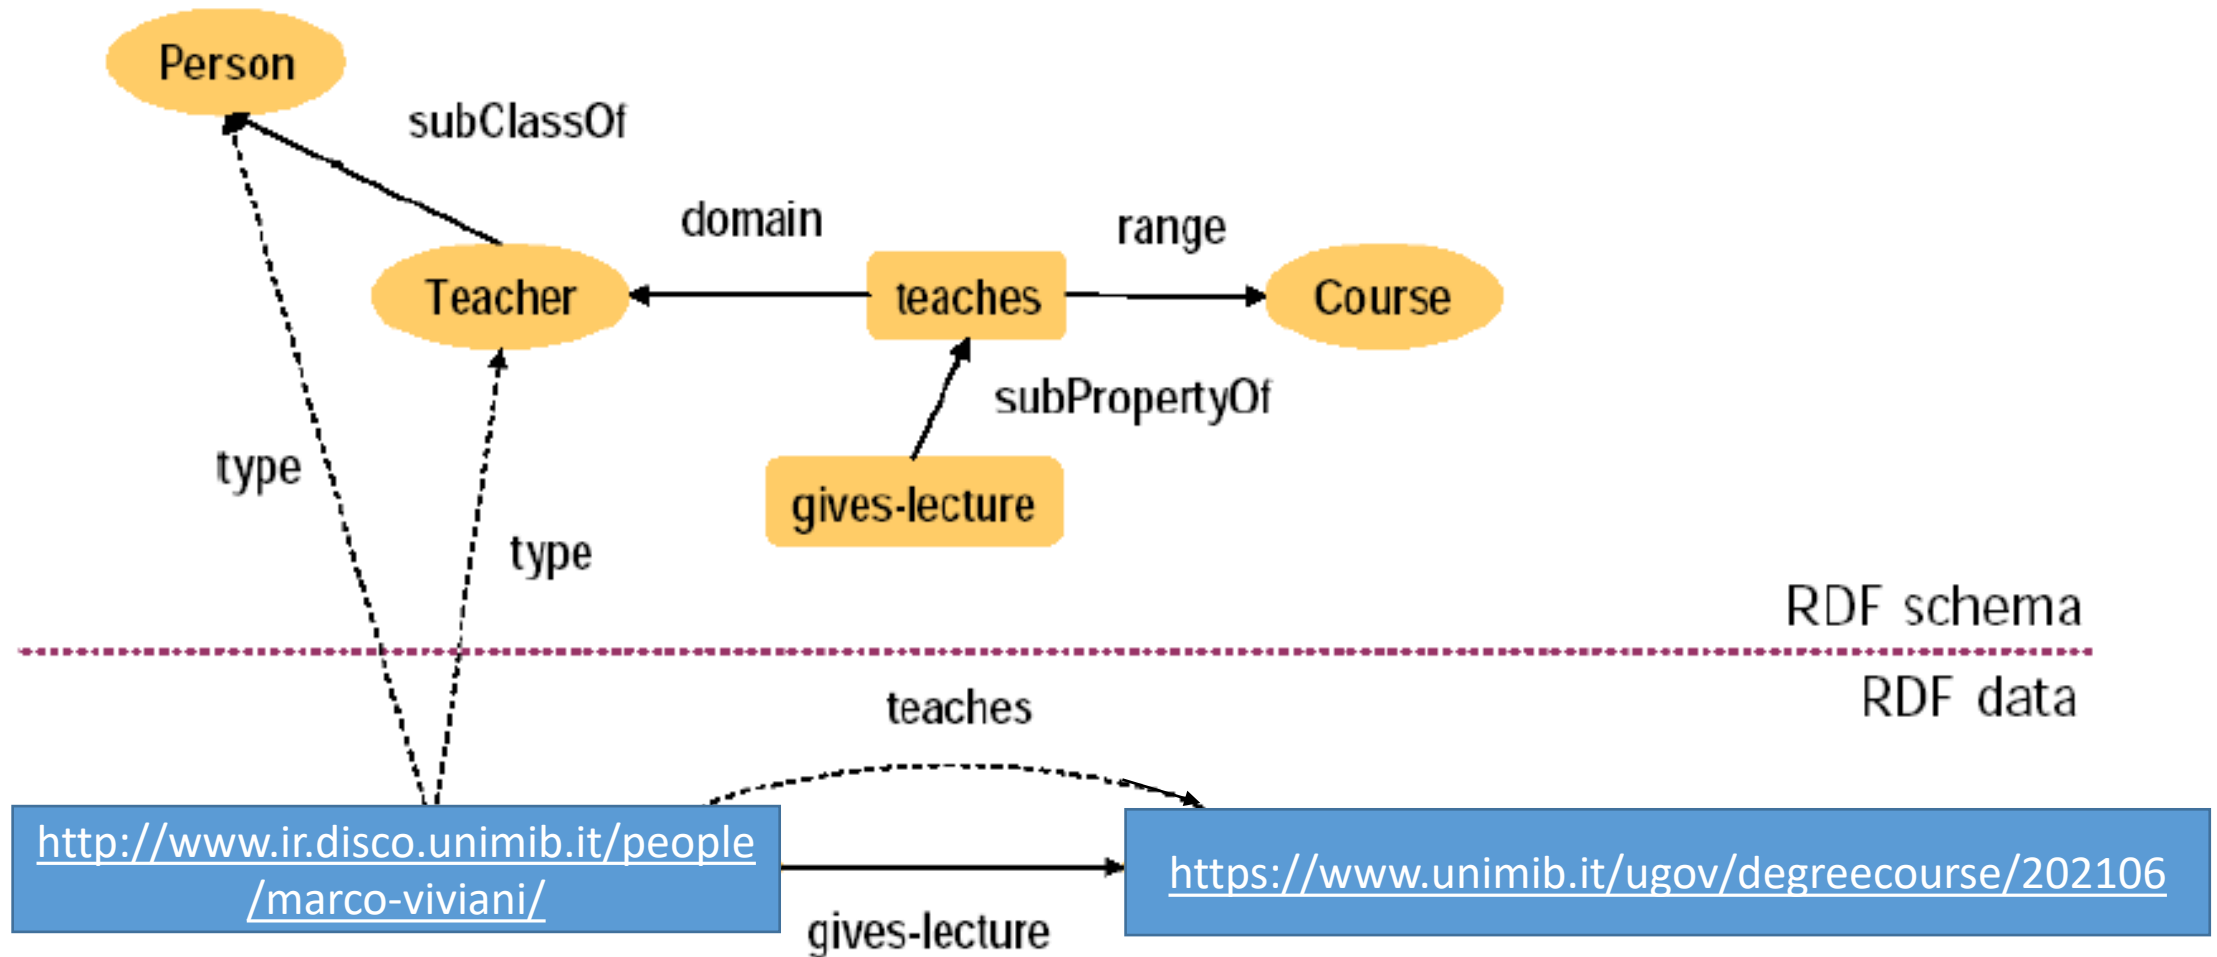 Person
subClassOf
domain
range
Teacher
teaches
Course
subPropertyOf
type
gives-lecture
type
RDF schema
RDF data
teaches
http://www.ir.disco.unimib.it/people
/marco-viviani/
https://www.unimib.it/ugov/degreecourse/202106
gives-lecture